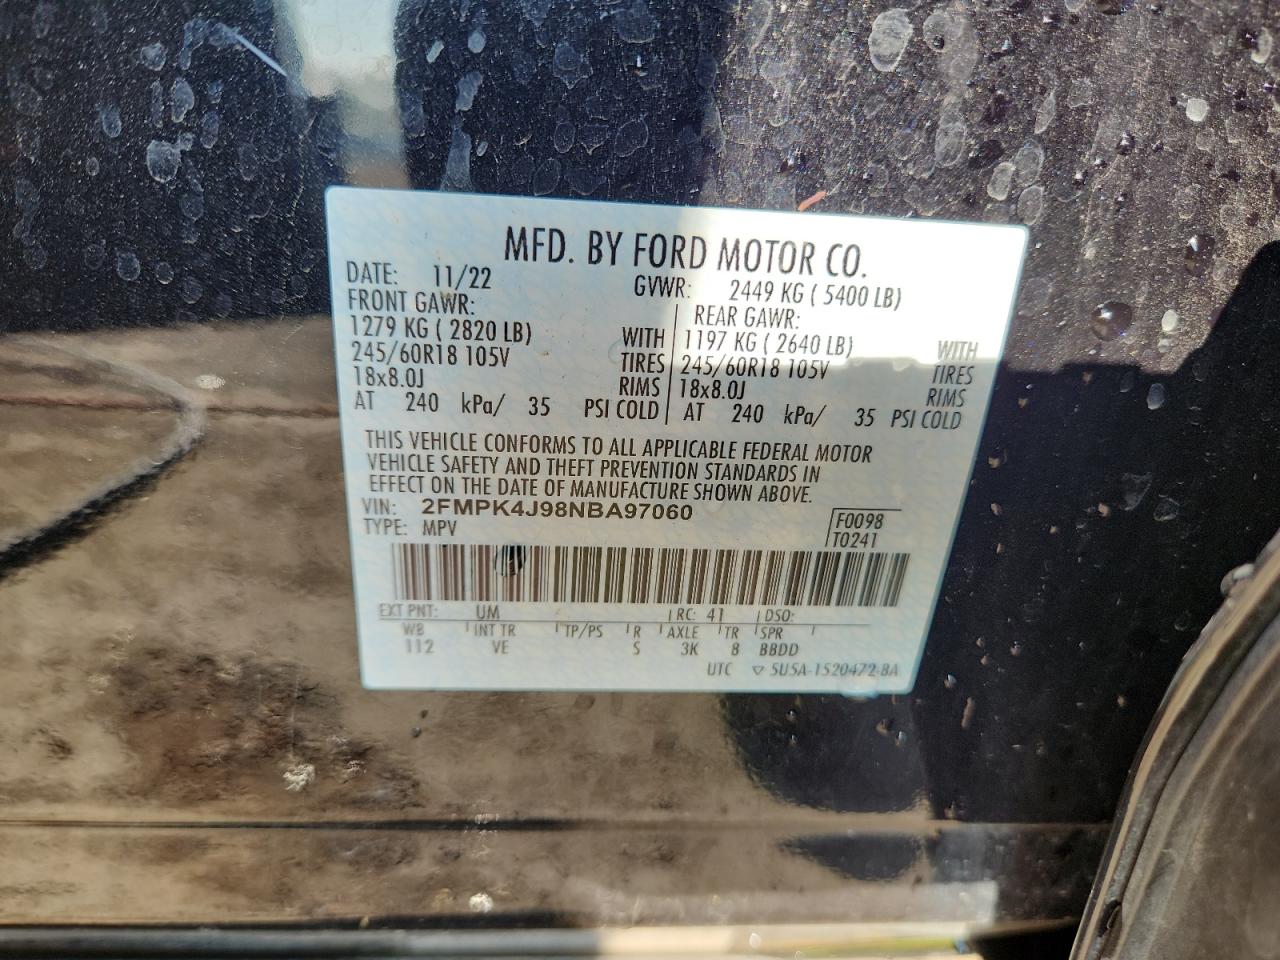 MFD. BY FORD MOTOR CO.
DATE: 11/22 GVWR: 2449 KG ( 5400 LB)
FRONT GAWR: REAR GAWR:
1279 KG ( 2820 LB) WITH 1197 KG ( 2640 LB) WITH
245/60R18 105V TIRES 245/60R18 105V TIRES
18x8.0J RIMS 18x8.0J RIMS
AT 240 kPa/ 35 PSI COLD AT 240 kPa/ 35 PSI COLD
THIS VEHICLE CONFORMS TO ALL APPLICABLE FEDERAL MOTOR
VEHICLE SAFETY AND THEFT PREVENTION STANDARDS IN
EFFECT ON THE DATE OF MANUFACTURE SHOWN ABOVE.
VIN: 2FMPK4J98NBA97060 F0098
TYPE: MPV T0241
EXT PNT: UM RC: 41 DSO:
WB INT TR TP/PS R AXLE TR SPR
112 VE S 3K 8 BBDD
UTC ▽ 5U5A-1520472-BA